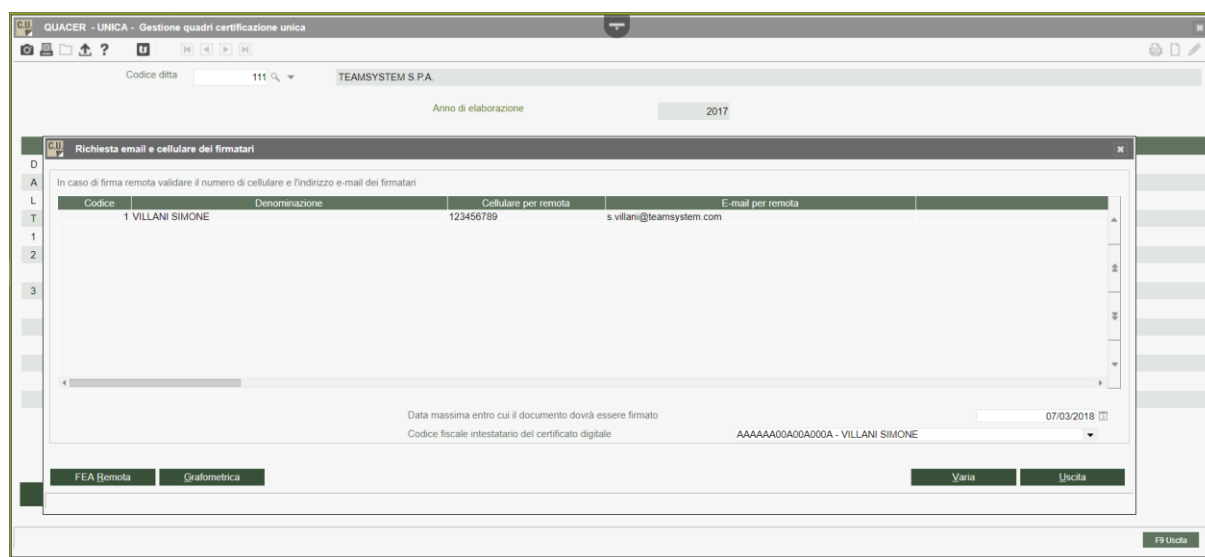 C.U. QUACER - UNICA - Gestione quadri certificazione unica
?
Codice ditta 111 TEAMSYSTEM S.P.A.
Anno di elaborazione 2017
C.U. Richiesta email e cellulare dei firmatari
D
A In caso di firma remota validare il numero di cellulare e l'indirizzo e-mail dei firmatari
L Codice Denominazione Cellulare per remota E-mail per remota
T 1 VILLANI SIMONE 123456789 s.villani@teamsystem.com
1
2
3
Data massima entro cui il documento dovrà essere firmato 07/03/2018
Codice fiscale intestatario del certificato digitale AAAAAA00A00A000A - VILLANI SIMONE
FEA Remota Grafometrica Varia Uscita
F9 Uscita